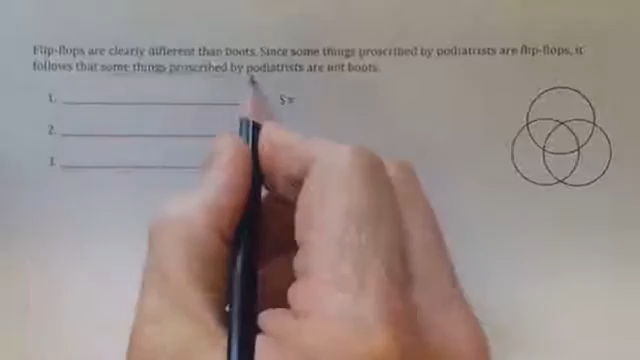 Flip-flops are clearly different than boots. Since some things proscribed by podiatrists are flip-flops, it
follows that some things proscribed by podiatrists are not boots.
1. S=
2.
3.